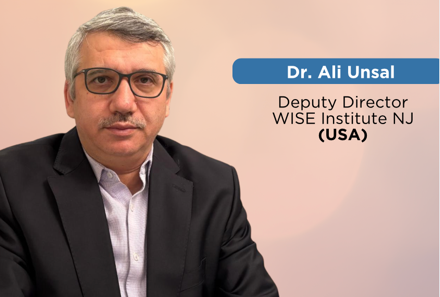 Dr. Ali Unsal
Deputy Director
WISE Institute NJ
(USA)